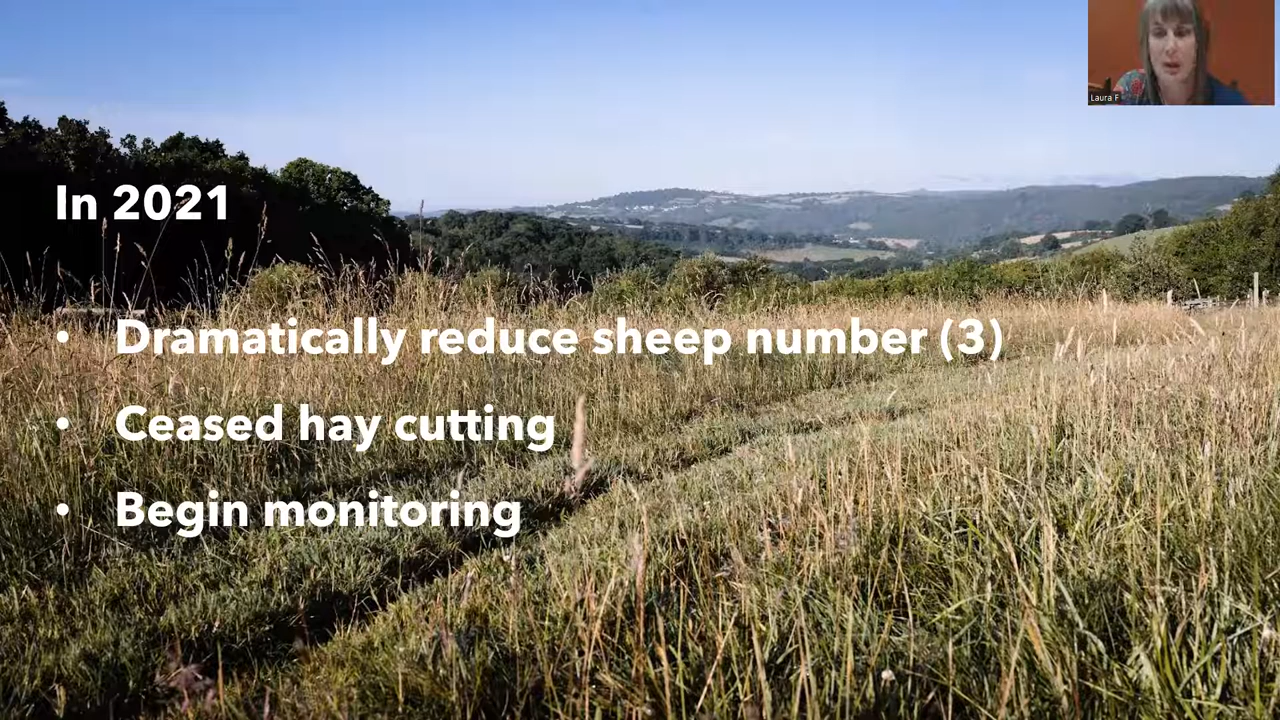 Laura F
In 2021
• Dramatically reduce sheep number (3)
• Ceased hay cutting
• Begin monitoring